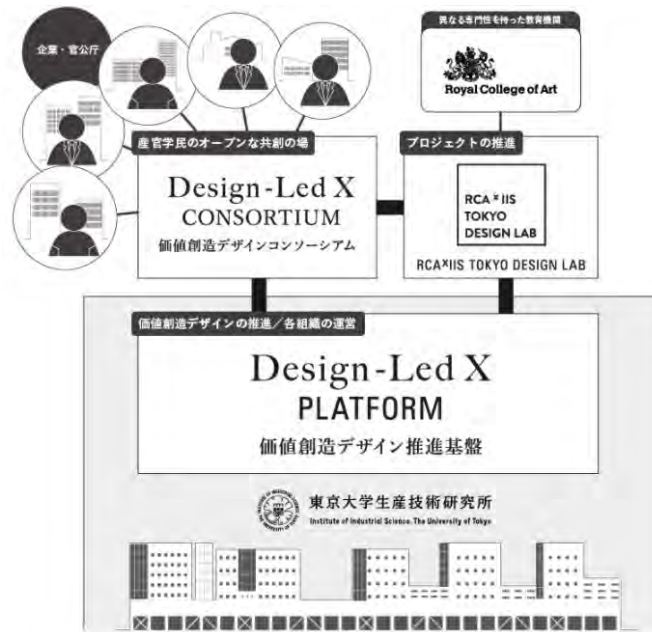 企業・官公庁
異なる専門性を持った教育機関
Royal College of Art
産官学民のオープンな共創の場
Design-Led X
CONSORTIUM
価値創造デザインコンソーシアム
プロジェクトの推進
RCA x IIS
TOKYO
DESIGN LAB
RCAXIIS TOKYO DESIGN LAB
価値創造デザインの推進/各組織の運営
Design-Led X
PLATFORM
価値創造デザイン推進基盤
東京大学生産技術研究所
Institute of Industrial Science, The University of Tokyo